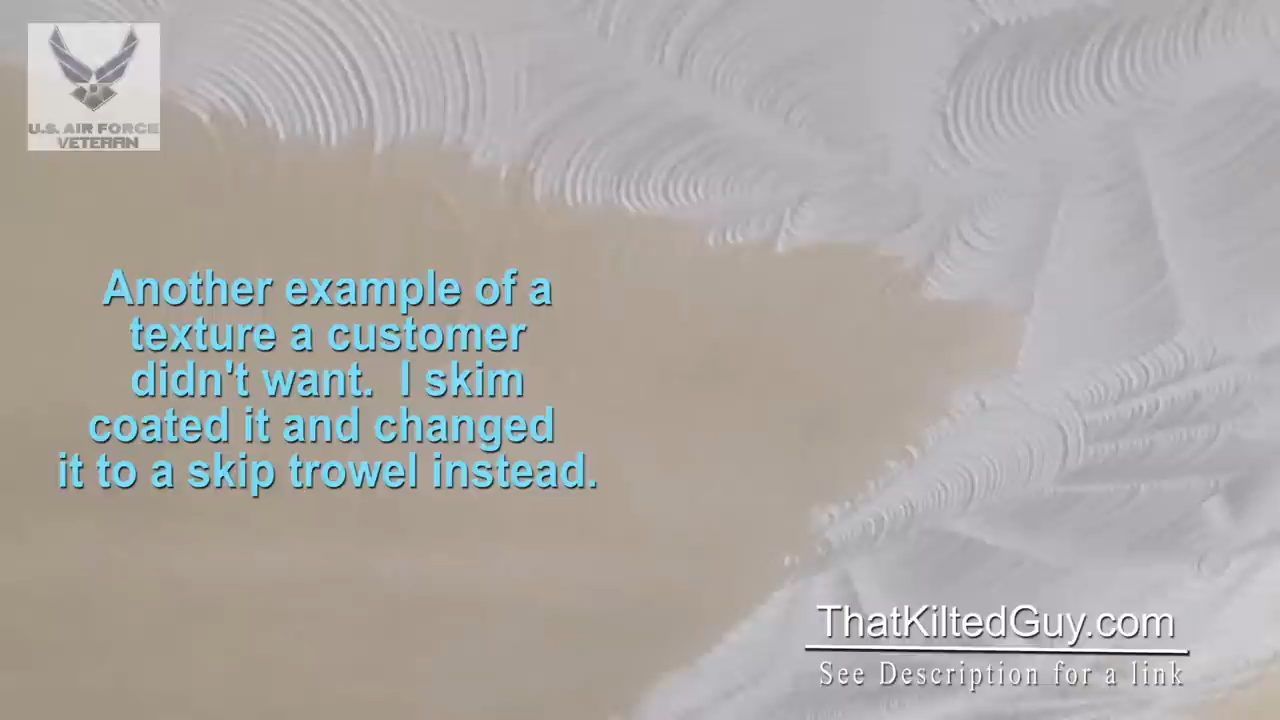 U.S. AIR FORCE
VETERAN
Another example of a
texture a customer
didn't want.  I skim
coated it and changed
it to a skip trowel instead.
ThatKiltedGuy.com
See Description for a link